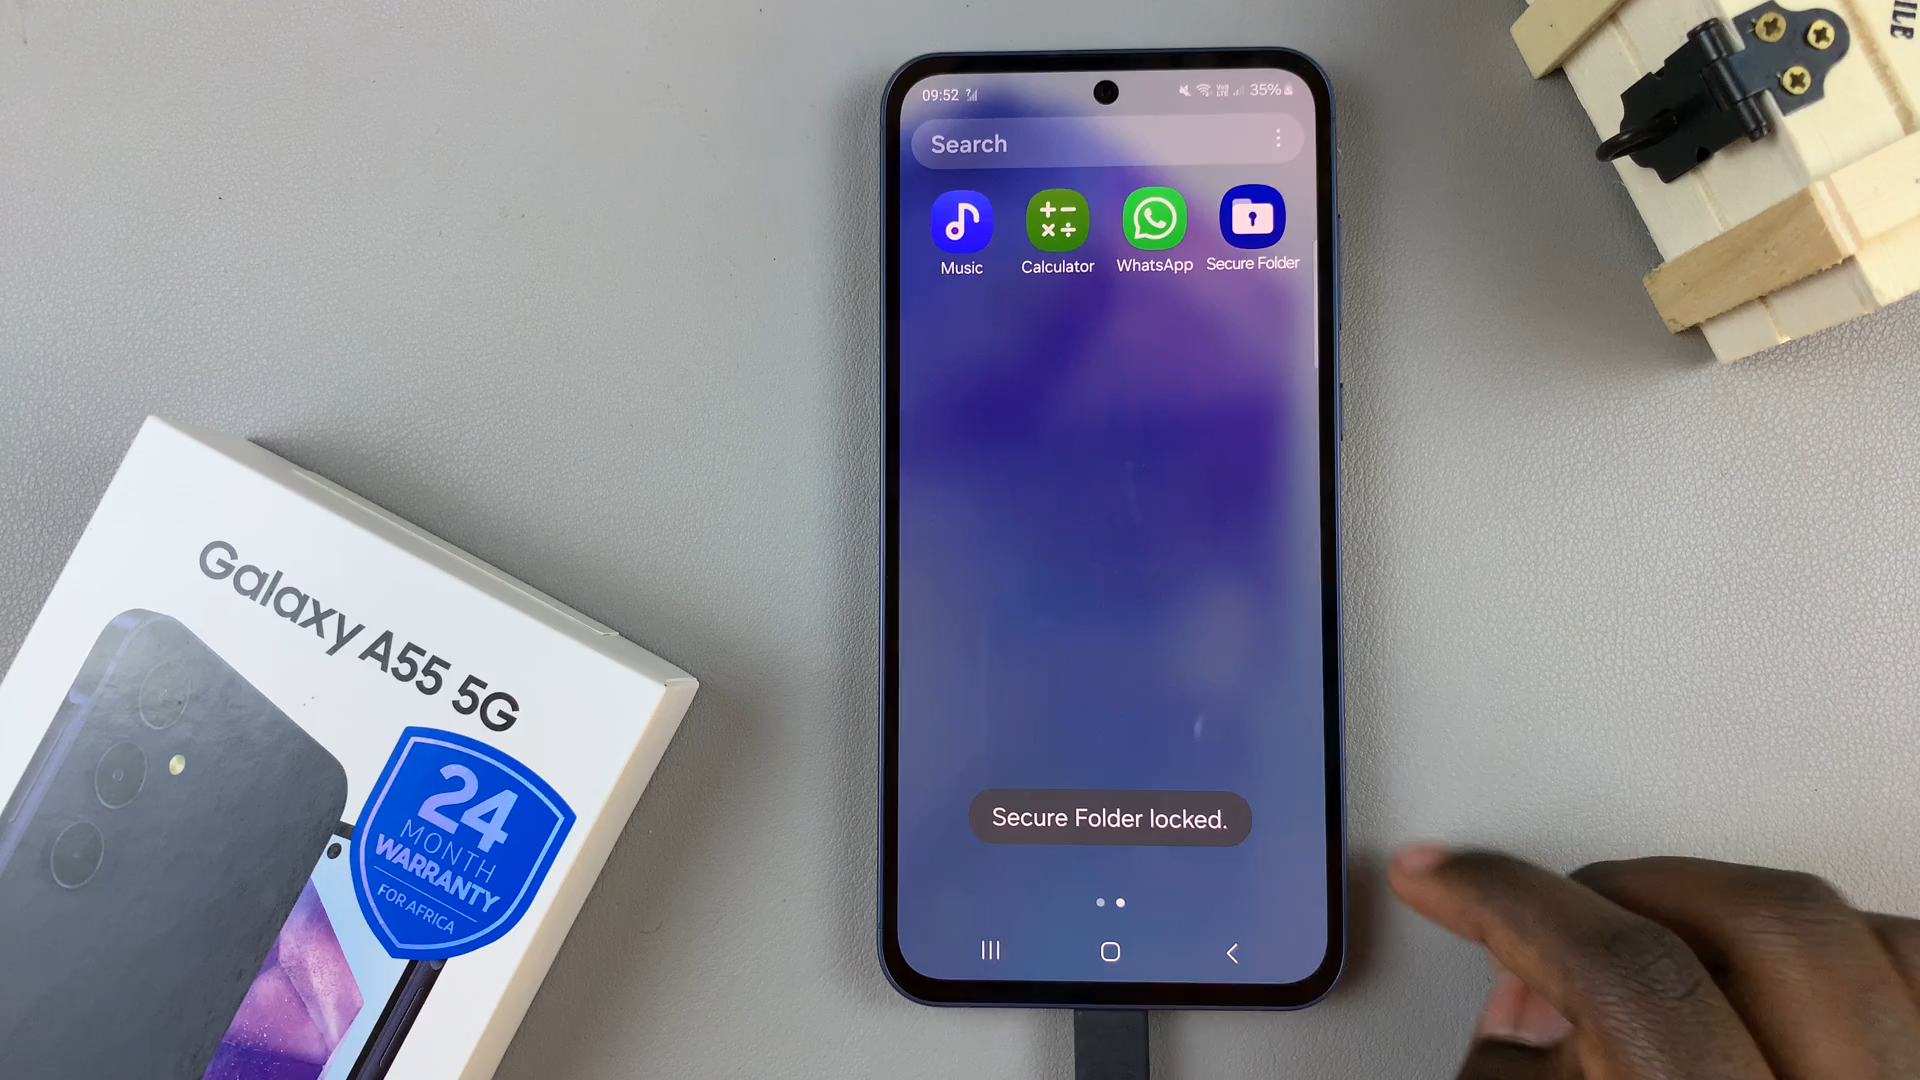 09:52
35%
Search
Music
Calculator
WhatsApp
Secure Folder
Secure Folder locked.
Galaxy A55 5G
24
MONTH
WARRANTY
FOR AFRICA